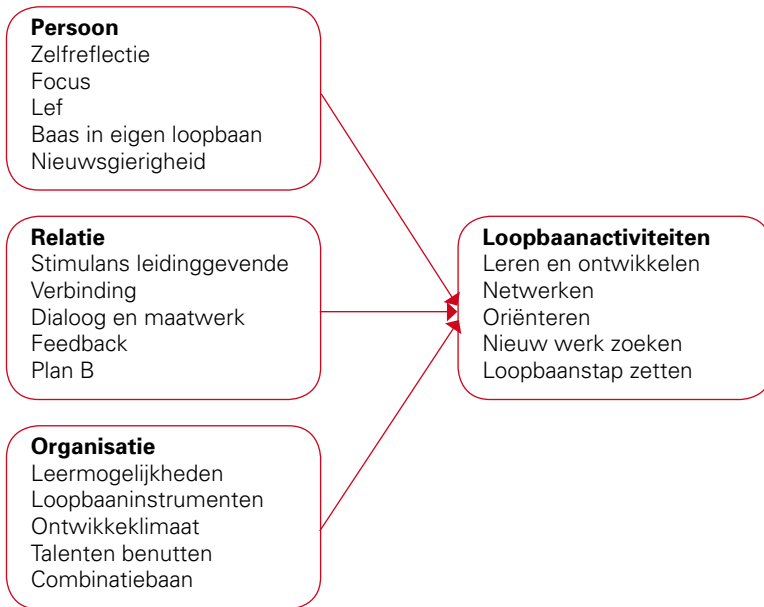 Persoon
Zelfreflectie
Focus
Lef
Baas in eigen loopbaan
Nieuwsgierigheid
Relatie
Stimulans leidinggevende
Verbinding
Dialoog en maatwerk
Feedback
Plan B
Organisatie
Leermogelijkheden
Loopbaaninstrumenten
Ontwikkeklimaat
Talenten benutten
Combinatiebaan
Loopbaanactiviteiten
Leren en ontwikkelen
Netwerken
Oriënteren
Nieuw werk zoeken
Loopbaanstap zetten